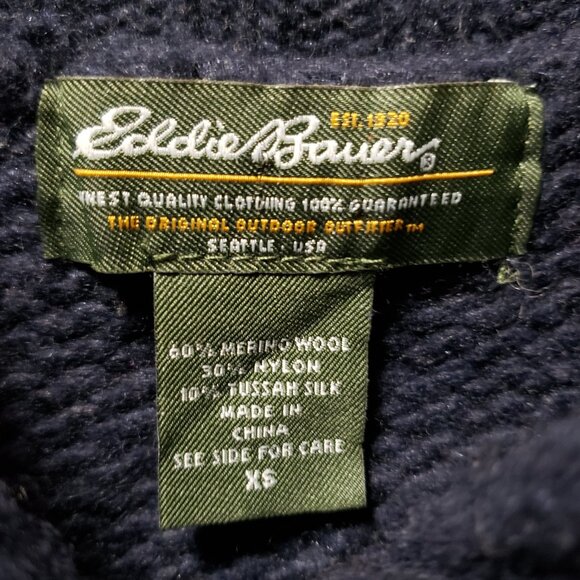 EST. 1920
Eddie Bauer®
FINEST QUALITY CLOTHING 100% GUARANTEED
THE ORIGINAL OUTDOOR OUTFITTER™
SEATTLE · USA
60% MERINO WOOL
30% NYLON
10% TUSSAH SILK
MADE IN
CHINA
SEE SIDE FOR CARE
XS